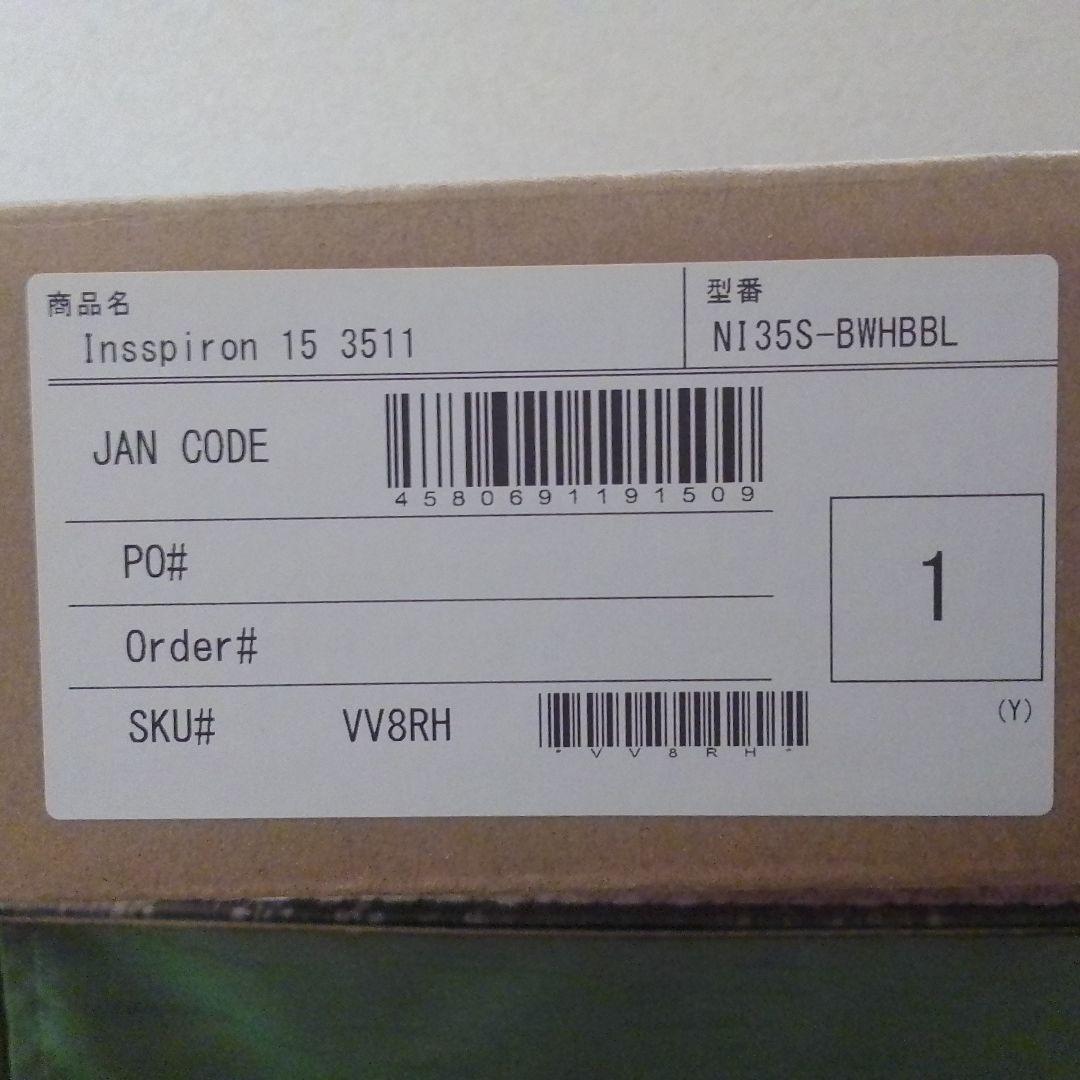 商品名
Insspiron 15 3511
型番
NI35S-BWHBBL
JAN CODE
4580691191509
PO#
Order#
1
SKU# VV8RH
*VV8RH*
(Y)